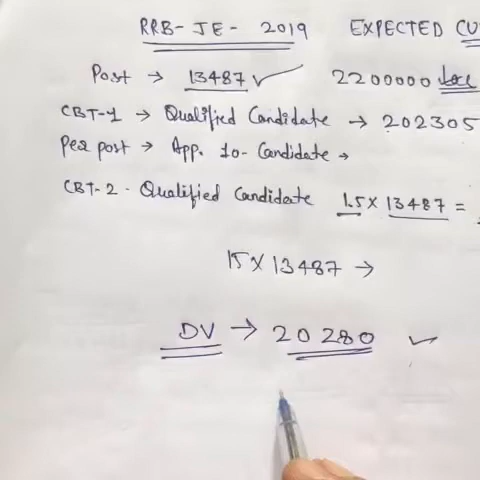 RRB-JE- 2019 EXPECTED CU
Post → 13487 ✓ 2200000
CBT-1 → Qualified Candidate → 202305
Per post → App. 10-Candidate →
CBT-2 - Qualified Candidate 1.5 X 13487 =
15 X 13487 →
DV → 20280 ✓